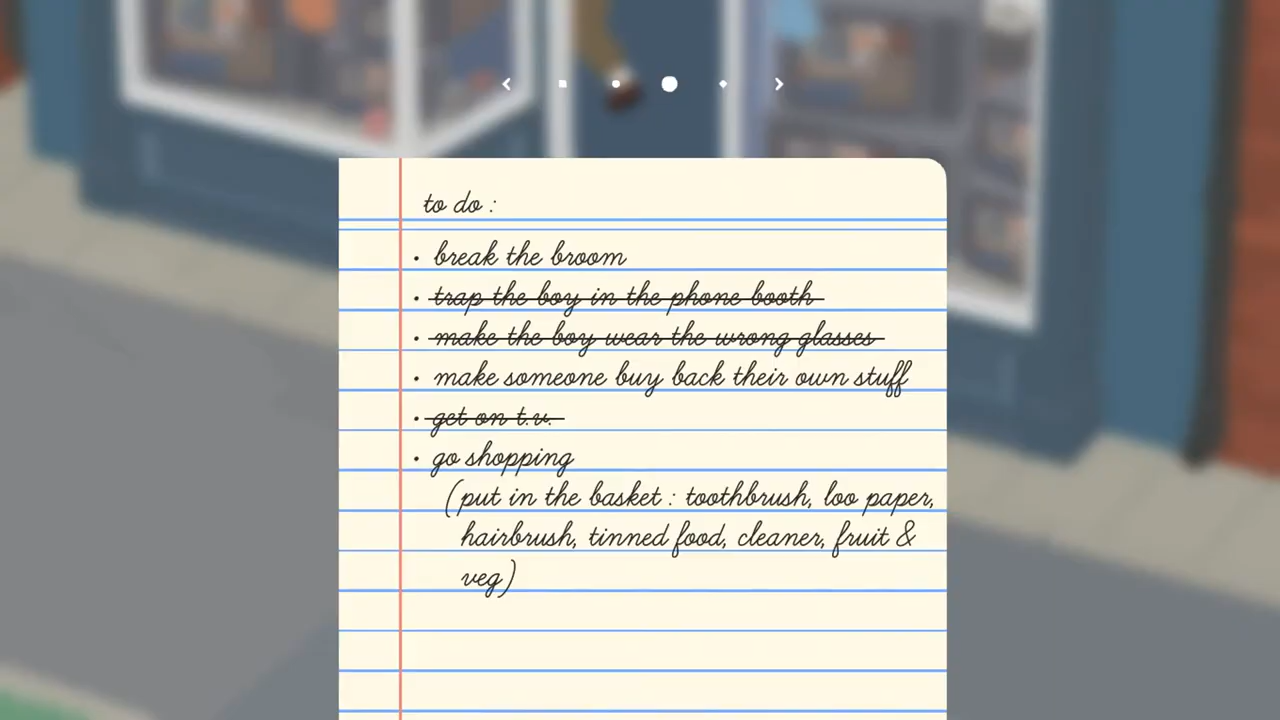 to do :
• break the broom
• trap the boy in the phone booth
• make the boy wear the wrong glasses
• make someone buy back their own stuff
• get on t.v.
• go shopping
(put in the basket : toothbrush, loo paper,
hairbrush, tinned food, cleaner, fruit &
veg)